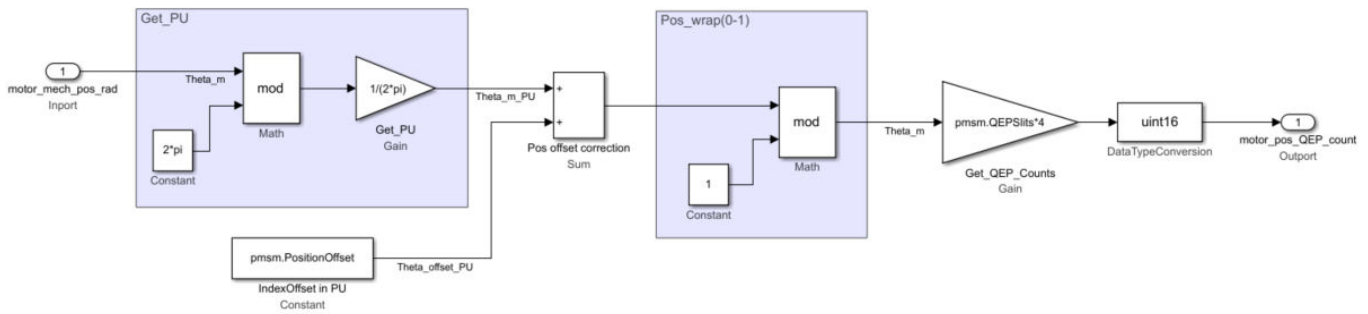 Get_PU
Pos_wrap(0-1)
1
motor_mech_pos_rad
Inport
Theta_m
mod
Math
2*pi
Constant
1/(2*pi)
Get_PU
Gain
Theta_m_PU
pmsm.PositionOffset
IndexOffset in PU
Constant
Theta_offset_PU
+
+
Pos offset correction
Sum
mod
Math
1
Constant
Theta_m
pmsm.QEPSlits*4
Get_QEP_Counts
Gain
uint16
DataTypeConversion
1
motor_pos_QEP_count
Outport